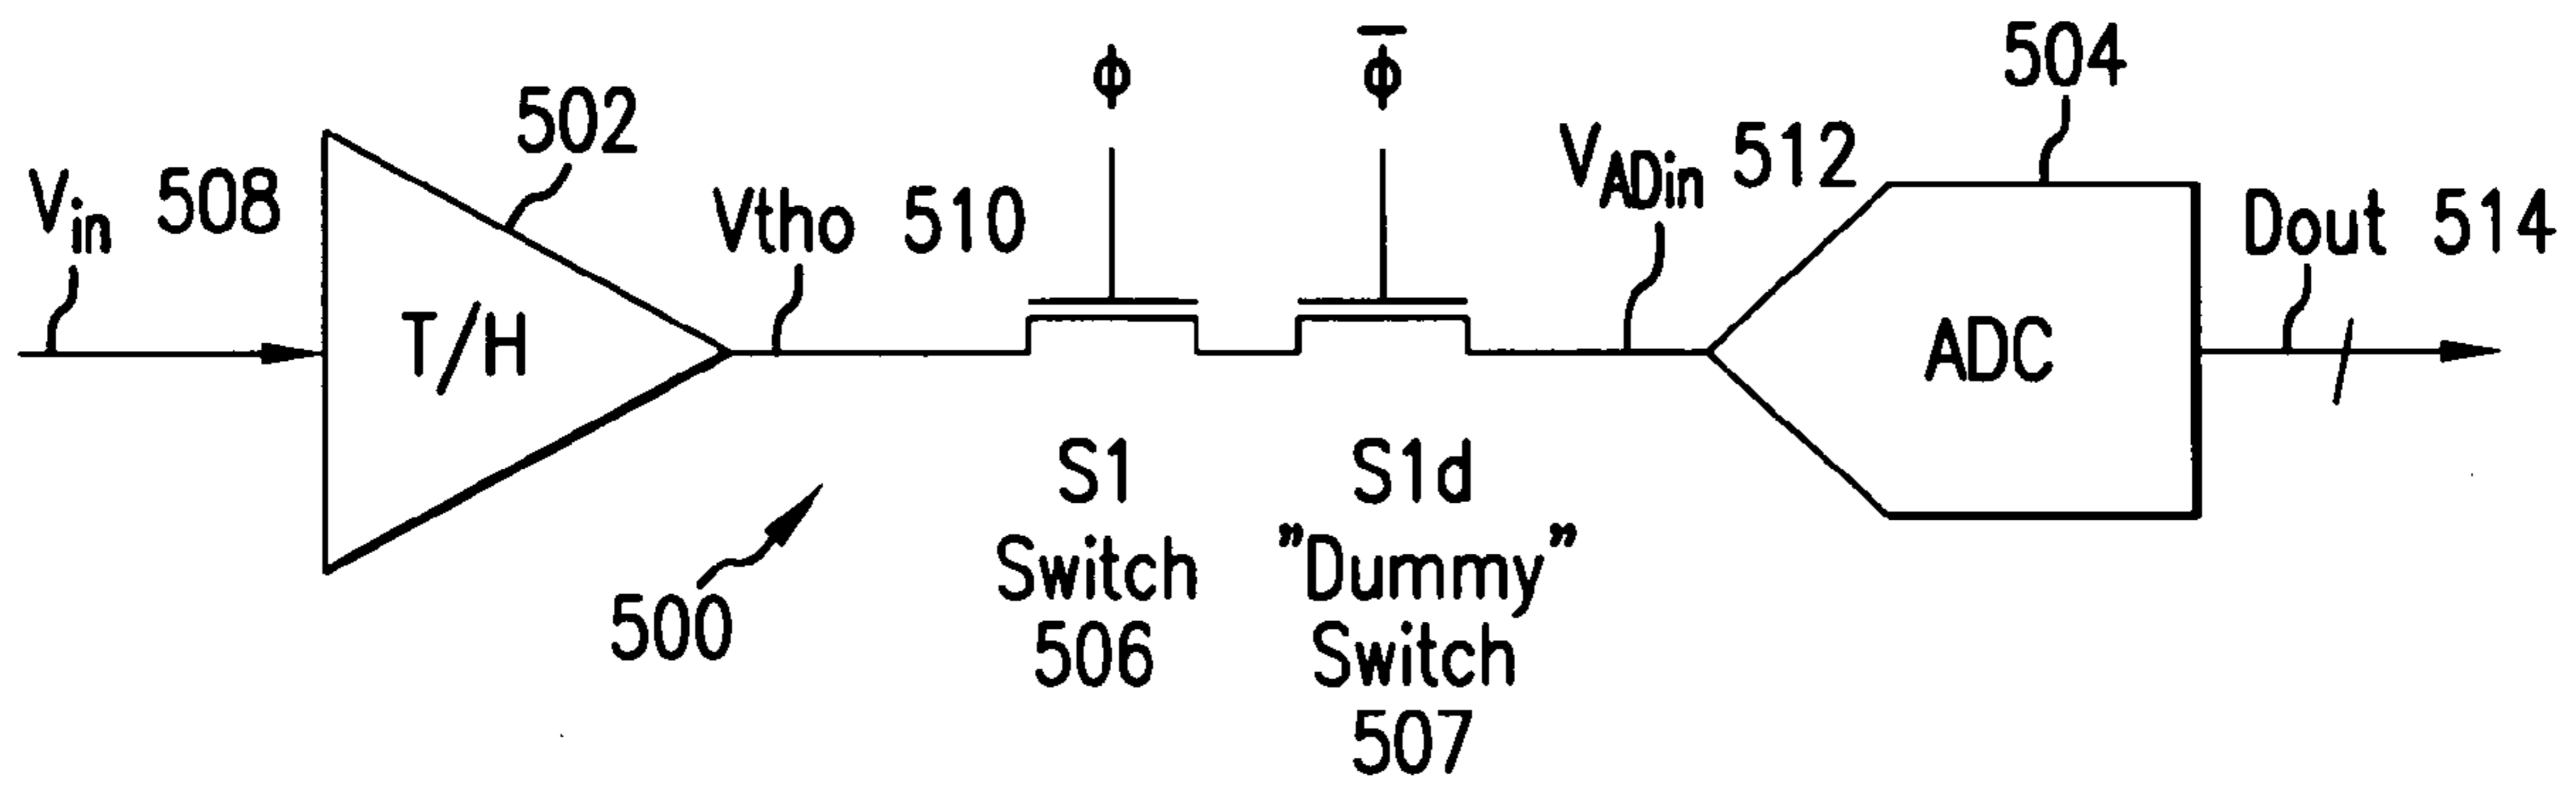 V_in 508
502
T/H
Vtho 510
ϕ
ϕ̅
V_ADin 512
504
ADC
Dout 514
500
S1
Switch
506
S1d
"Dummy"
Switch
507